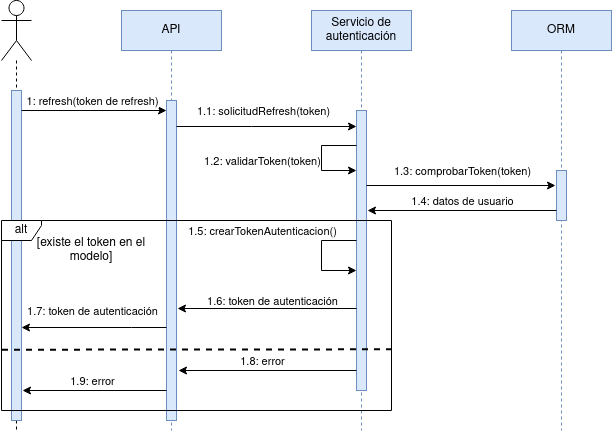 API
Servicio de
autenticación
ORM
1: refresh(token de refresh)
1.1: solicitudRefresh(token)
1.2: validarToken(token)
1.3: comprobarToken(token)
1.4: datos de usuario
alt
[existe el token en el
modelo]
1.5: crearTokenAutenticacion()
1.6: token de autenticación
1.7: token de autenticación
1.8: error
1.9: error